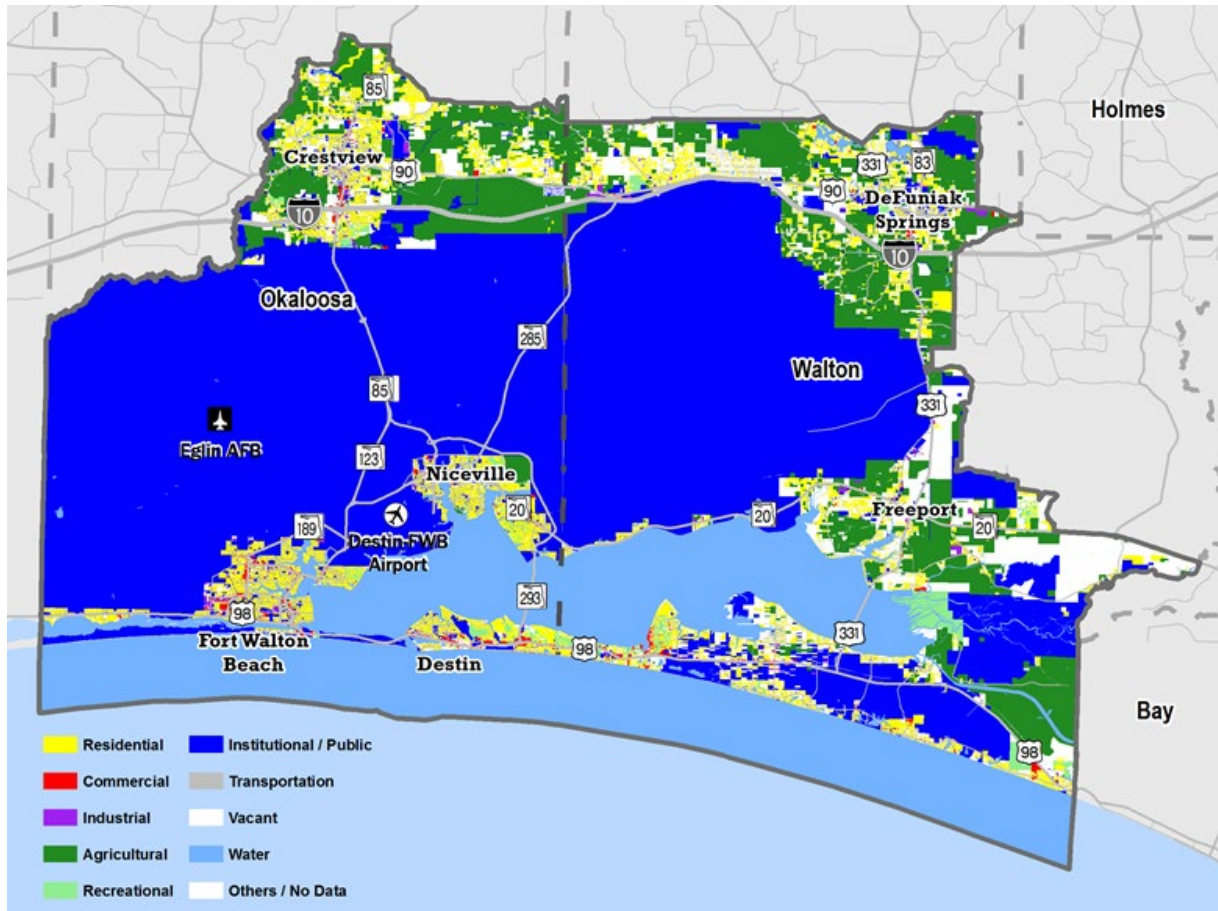 85
Holmes
Crestview
90
331
83
90
DeFuniak
Springs
10
10
Okaloosa
285
Walton
85
331
Eglin AFB
123
Niceville
20
20
Freeport
20
189
Destin-FWB
Airport
293
98
331
98
Fort Walton
Beach
Destin
Bay
98
Residential
Institutional / Public
Commercial
Transportation
Industrial
Vacant
Agricultural
Water
Recreational
Others / No Data